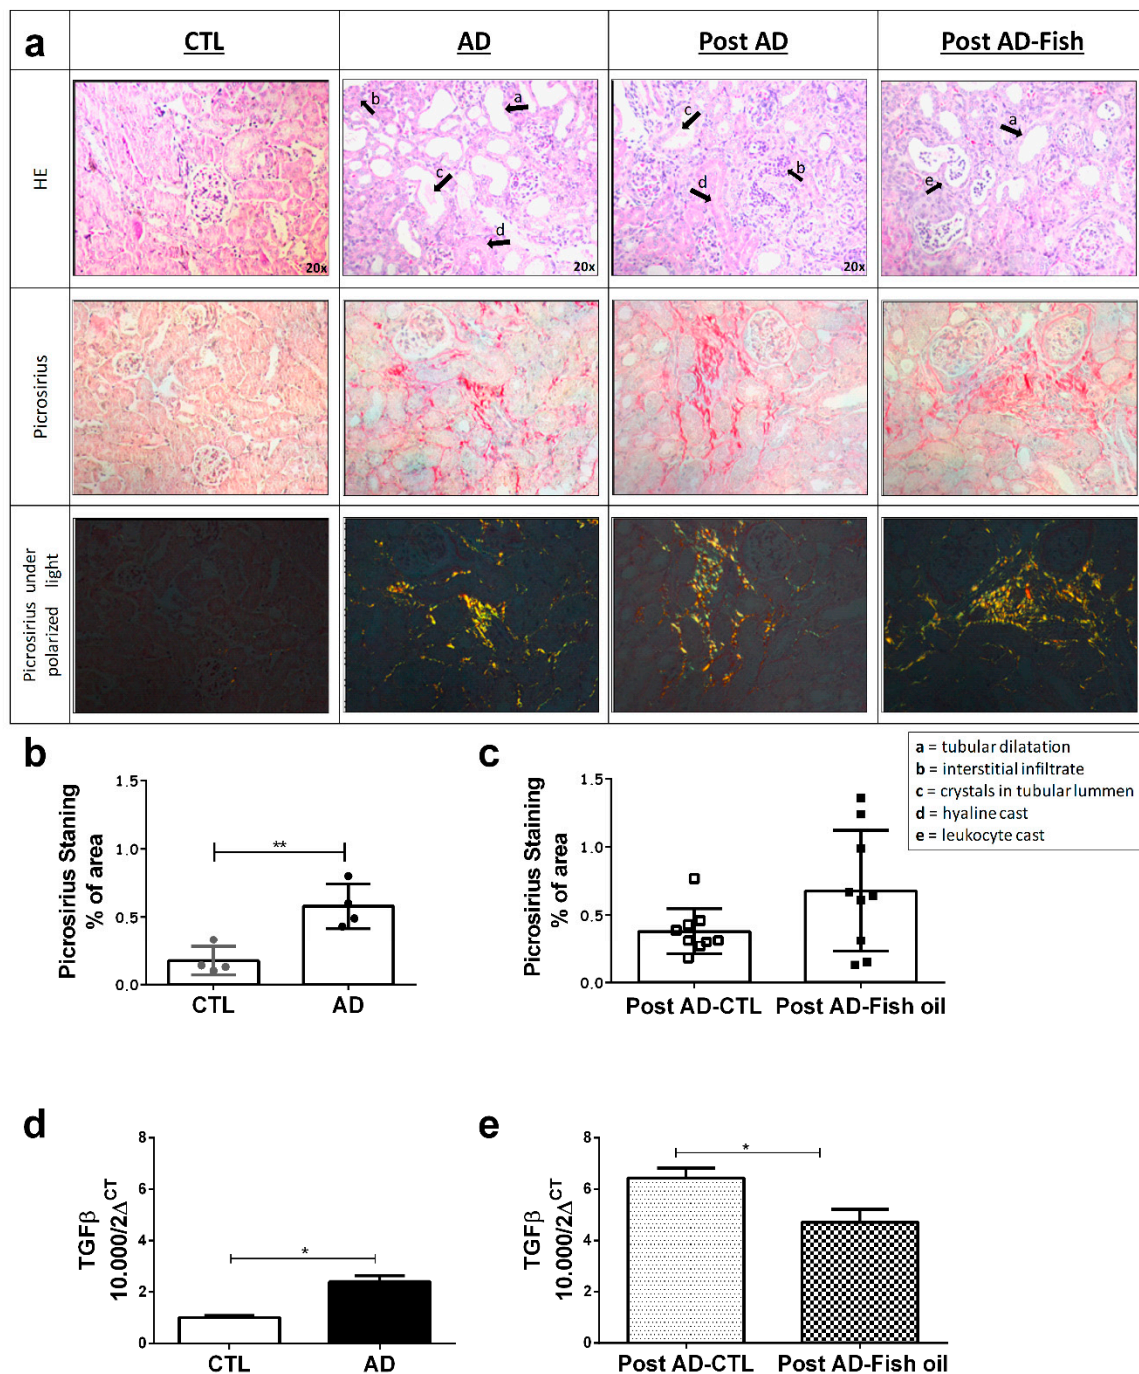 a
CTL
AD
Post AD
Post AD-Fish
HE
b
a
c
d
c
b
d
a
e
20x
20x
20x
Picrosirius
Picrosirius under
polarized light
a = tubular dilatation
b = interstitial infiltrate
c = crystals in tubular lummen
d = hyaline cast
e = leukocyte cast
b
Picrosirius Staning
% of area
1.5
1.0
0.5
0.0
**
CTL
AD
c
Picrosirius Staining
% of area
1.5
1.0
0.5
0.0
Post AD-CTL
Post AD-Fish oil
d
TGFβ
10.000/2Δ^CT
8
6
4
2
0
*
CTL
AD
e
TGFβ
10.000/2Δ^CT
8
6
4
2
0
*
Post AD-CTL
Post AD-Fish oil